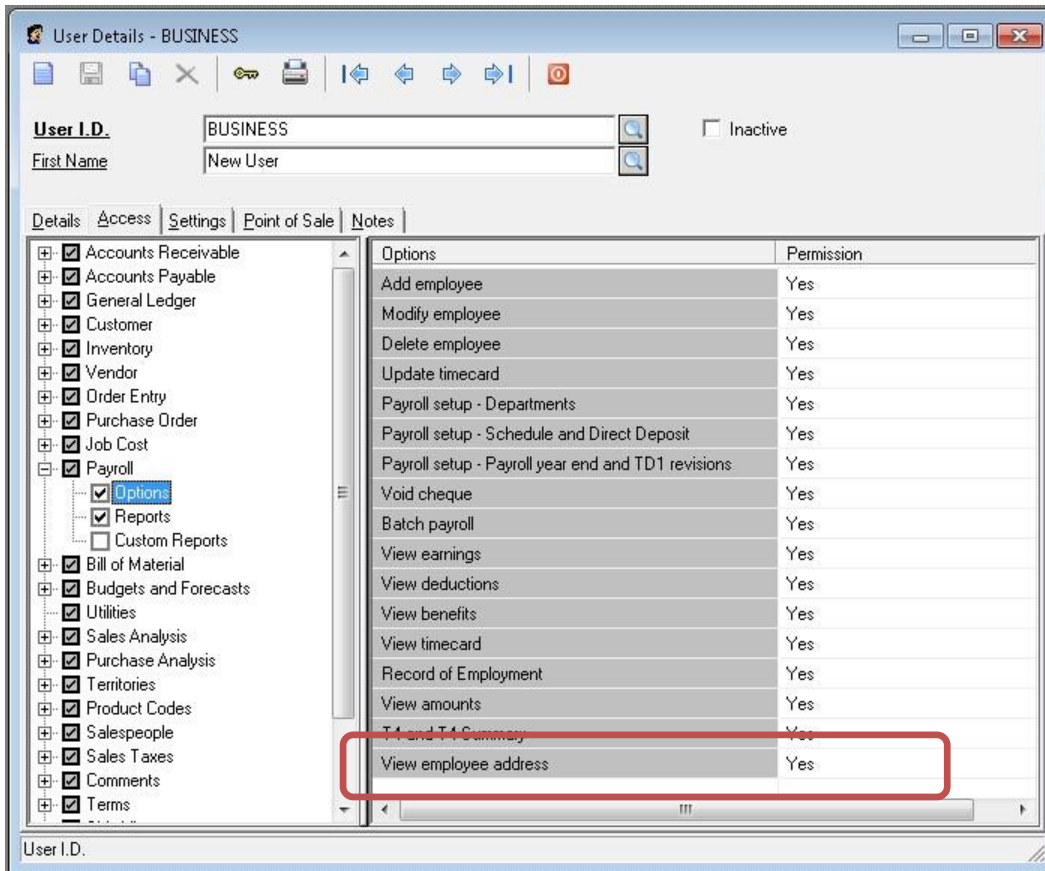 User Details - BUSINESS
User I.D. BUSINESS Inactive
First Name New User
Details Access Settings Point of Sale Notes
Accounts Receivable
Accounts Payable
General Ledger
Customer
Inventory
Vendor
Order Entry
Purchase Order
Job Cost
Payroll
Options
Reports
Custom Reports
Bill of Material
Budgets and Forecasts
Utilities
Sales Analysis
Purchase Analysis
Territories
Product Codes
Salespeople
Sales Taxes
Comments
Terms
Options Permission
Add employee Yes
Modify employee Yes
Delete employee Yes
Update timecard Yes
Payroll setup - Departments Yes
Payroll setup - Schedule and Direct Deposit Yes
Payroll setup - Payroll year end and TD1 revisions Yes
Void cheque Yes
Batch payroll Yes
View earnings Yes
View deductions Yes
View benefits Yes
View timecard Yes
Record of Employment Yes
View amounts Yes
T4 and T4 Summary Yes
View employee address Yes
User I.D.